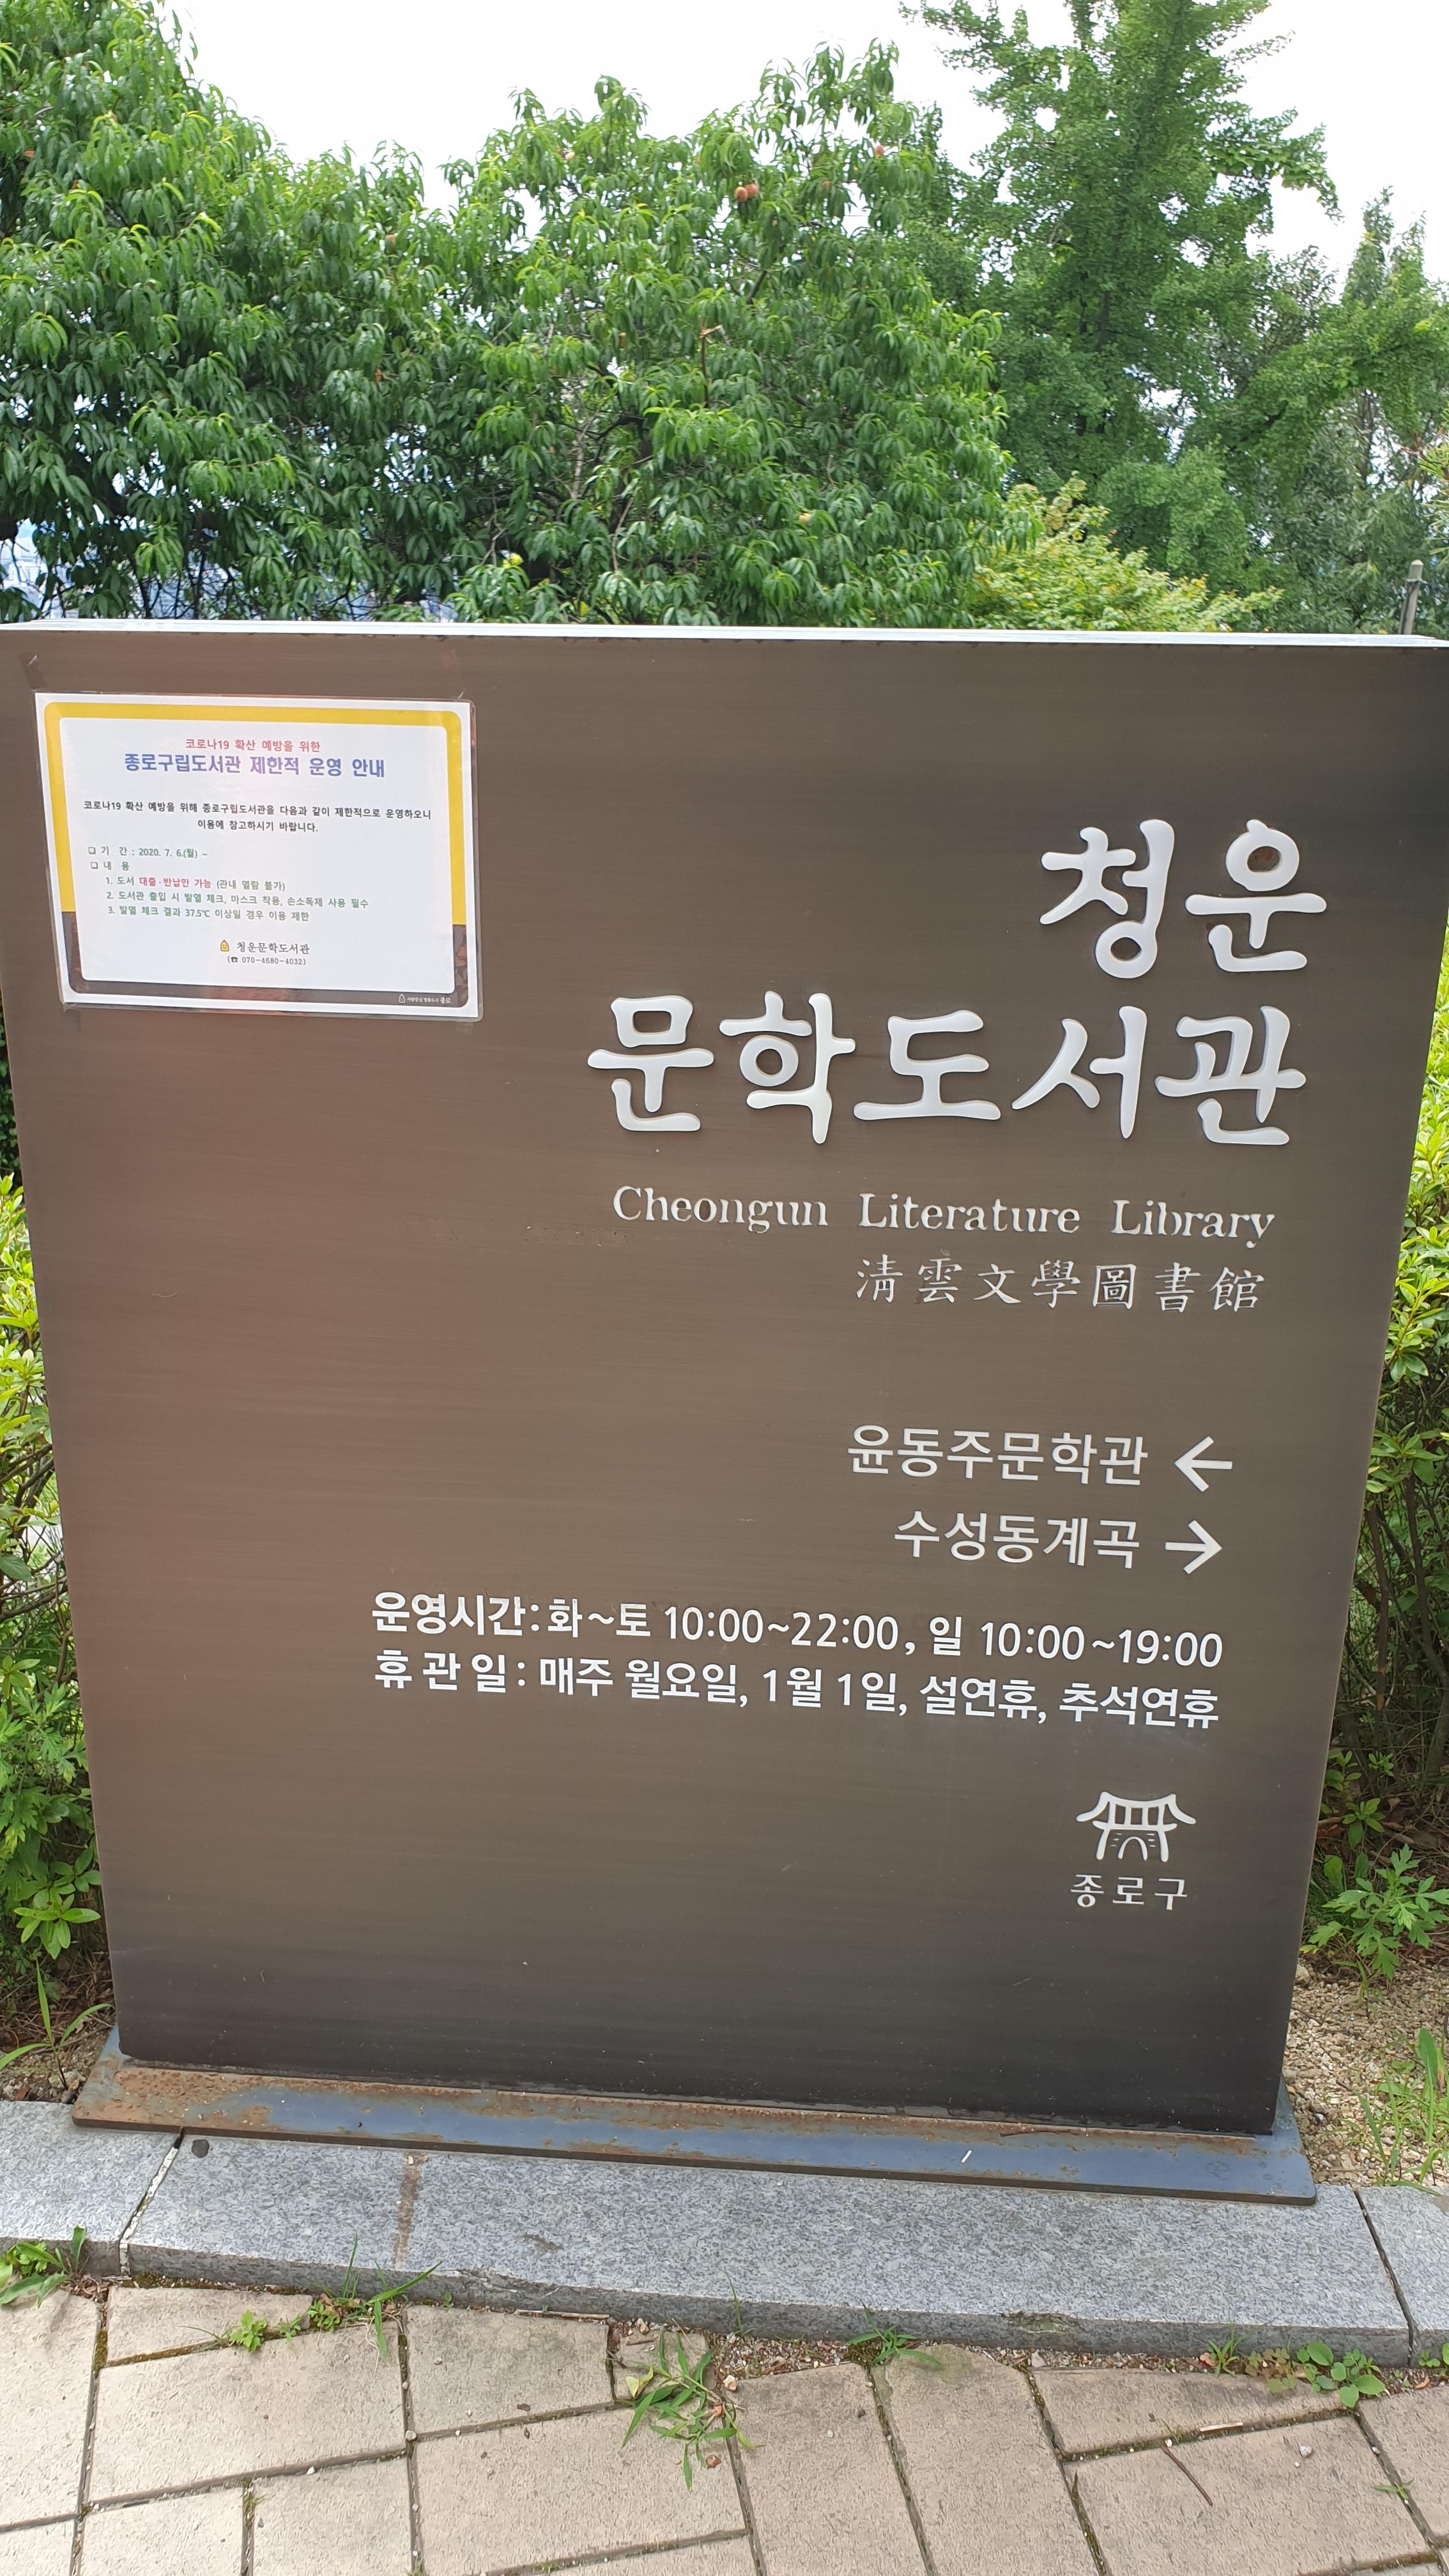 코로나19 확산 예방을 위한
종로구립도서관 제한적 운영 안내
코로나19 확산 예방을 위해 종로구립도서관을 다음과 같이 제한적으로 운영하오니
이용에 참고하시기 바랍니다.
❏ 기 간 : 2020. 7. 6.(월) ~
❏ 내 용
1. 도서 대출·반납만 가능 (관내 열람 불가)
2. 도서관 출입 시 발열 체크, 마스크 착용, 손소독제 사용 필수
3. 발열 체크 결과 37.5℃ 이상일 경우 이용 제한
청운문학도서관
(☎ 070-4680-4032)
종로
청운
문학도서관
Cheongun Literature Library
淸雲文學圖書館
윤동주문학관 ←
수성동계곡 →
운영시간: 화~토 10:00~22:00, 일 10:00~19:00
휴 관 일 : 매주 월요일, 1월 1일, 설연휴, 추석연휴
종로구